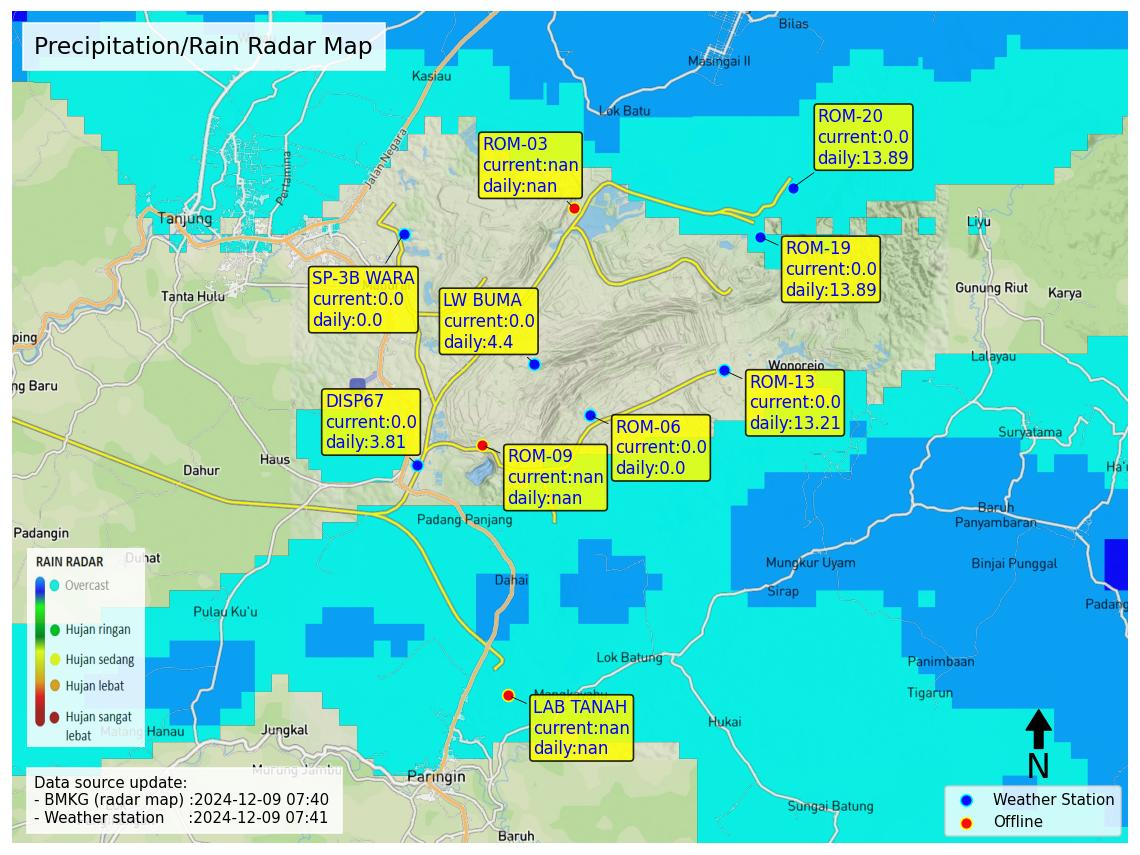 Precipitation/Rain Radar Map
Bilas
Masingai II
Kasiau
Lok Batu
ROM-20
current:0.0
daily:13.89
ROM-03
current:nan
daily:nan
Jalan Negara
Pertamina
Tanjung
Liyu
ROM-19
current:0.0
daily:13.89
SP-3B WARA
current:0.0
daily:0.0
LW BUMA
current:0.0
daily:4.4
Tanta Hulu
Gunung Riut
Karya
ping
Lalayau
Wonorejo
ng Baru
ROM-13
current:0.0
daily:13.21
DISP67
current:0.0
daily:3.81
ROM-06
current:0.0
daily:0.0
Suryatama
ROM-09
current:nan
daily:nan
Haus
Dahur
Ha'u
Baruh
Panyambaran
Padang Panjang
Padangin
Duhat
Mungkur Uyam
Binjai Punggal
RAIN RADAR
Overcast
Hujan ringan
Hujan sedang
Hujan lebat
Hujan sangat
lebat
Dahai
Sirap
Padang
Pulau Ku'u
Lok Batung
Panimbaan
Tigarun
Mangkayahu
LAB TANAH
current:nan
daily:nan
Hukai
Matang Hanau
Jungkal
Murung Jambu
Paringin
N
Data source update:
- BMKG (radar map) :2024-12-09 07:40
- Weather station :2024-12-09 07:41
Sungai Batung
Baruh
Weather Station
Offline